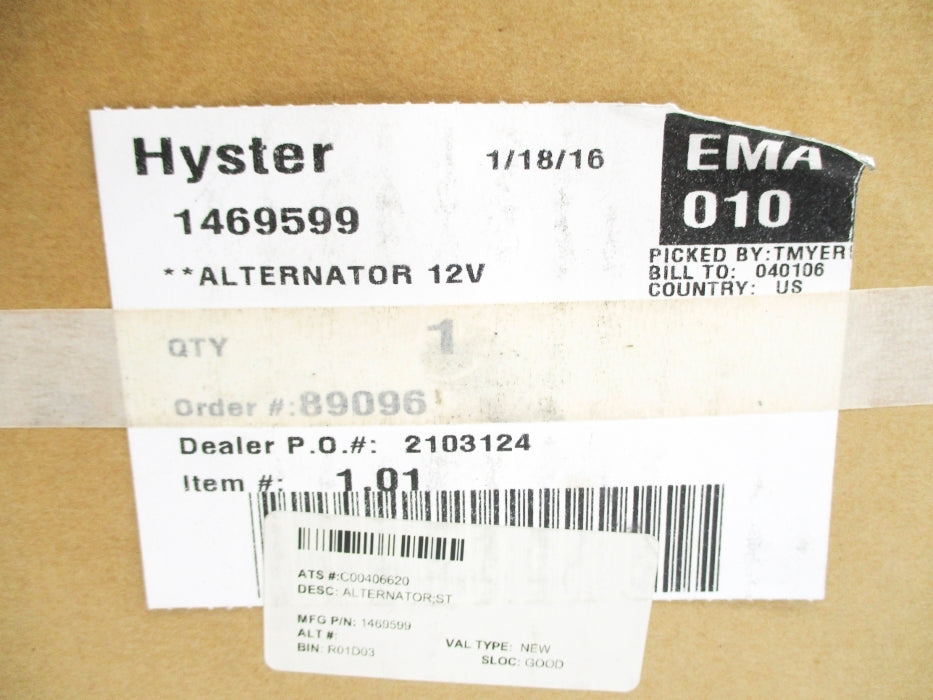 Hyster
1/18/16
EMA
010
1469599
**ALTERNATOR 12V
PICKED BY:TMYER
BILL TO: 040106
COUNTRY: US
QTY 1
Order #:89096
Dealer P.O.#: 2103124
Item #: 1.01
ATS #:C00406620
DESC: ALTERNATOR;ST
MFG P/N: 1469599
ALT #:
BIN: R01D03
VAL TYPE: NEW
SLOC: GOOD